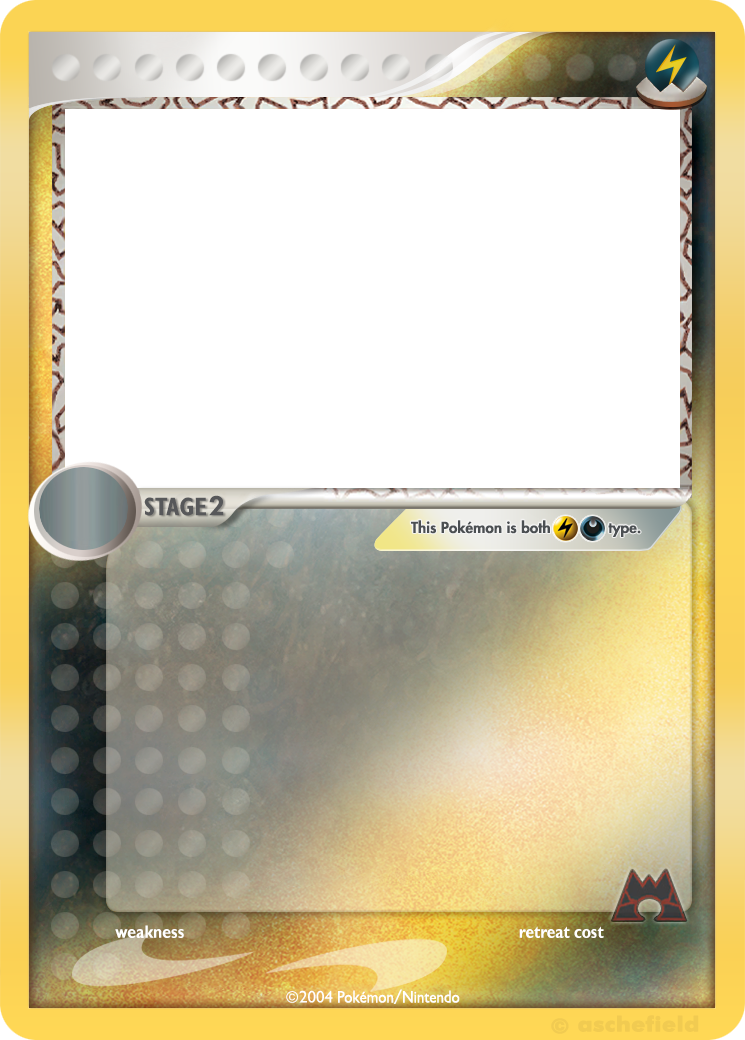 STAGE2
This Pokémon is both type.
weakness
retreat cost
©2004 Pokémon/Nintendo
© aschefield